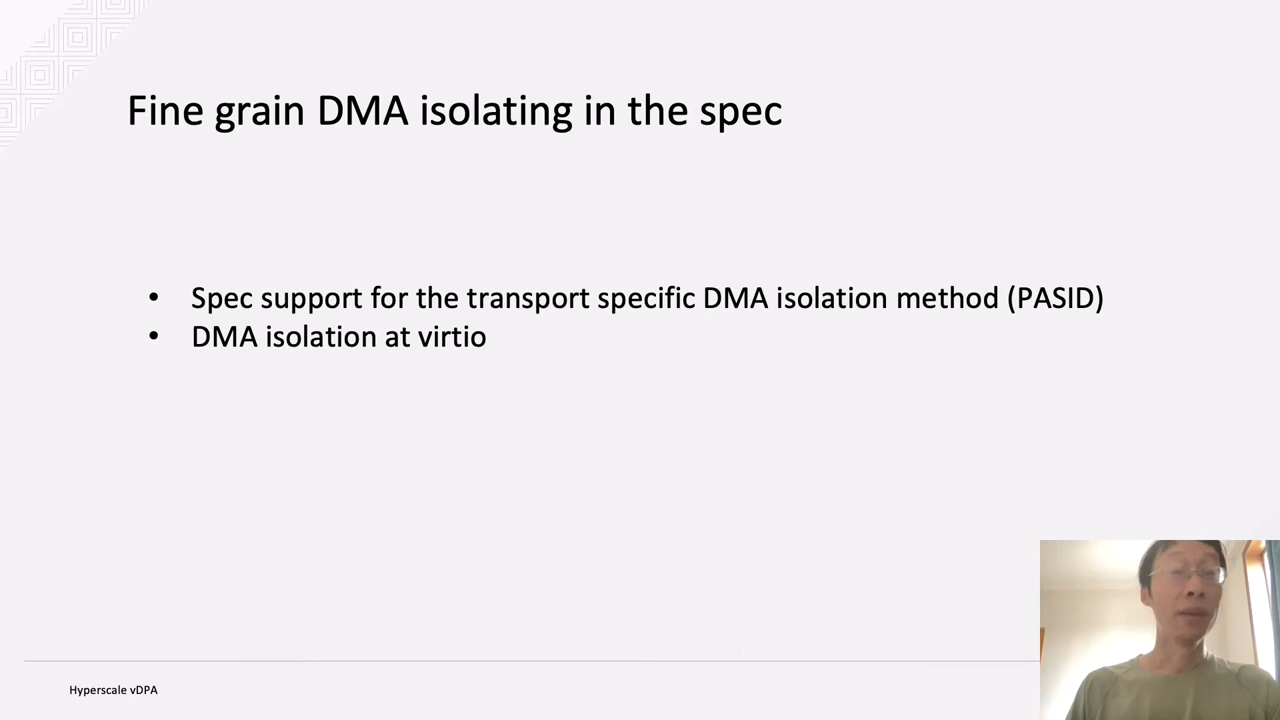 Fine grain DMA isolating in the spec
• Spec support for the transport specific DMA isolation method (PASID)
• DMA isolation at virtio
Hyperscale vDPA